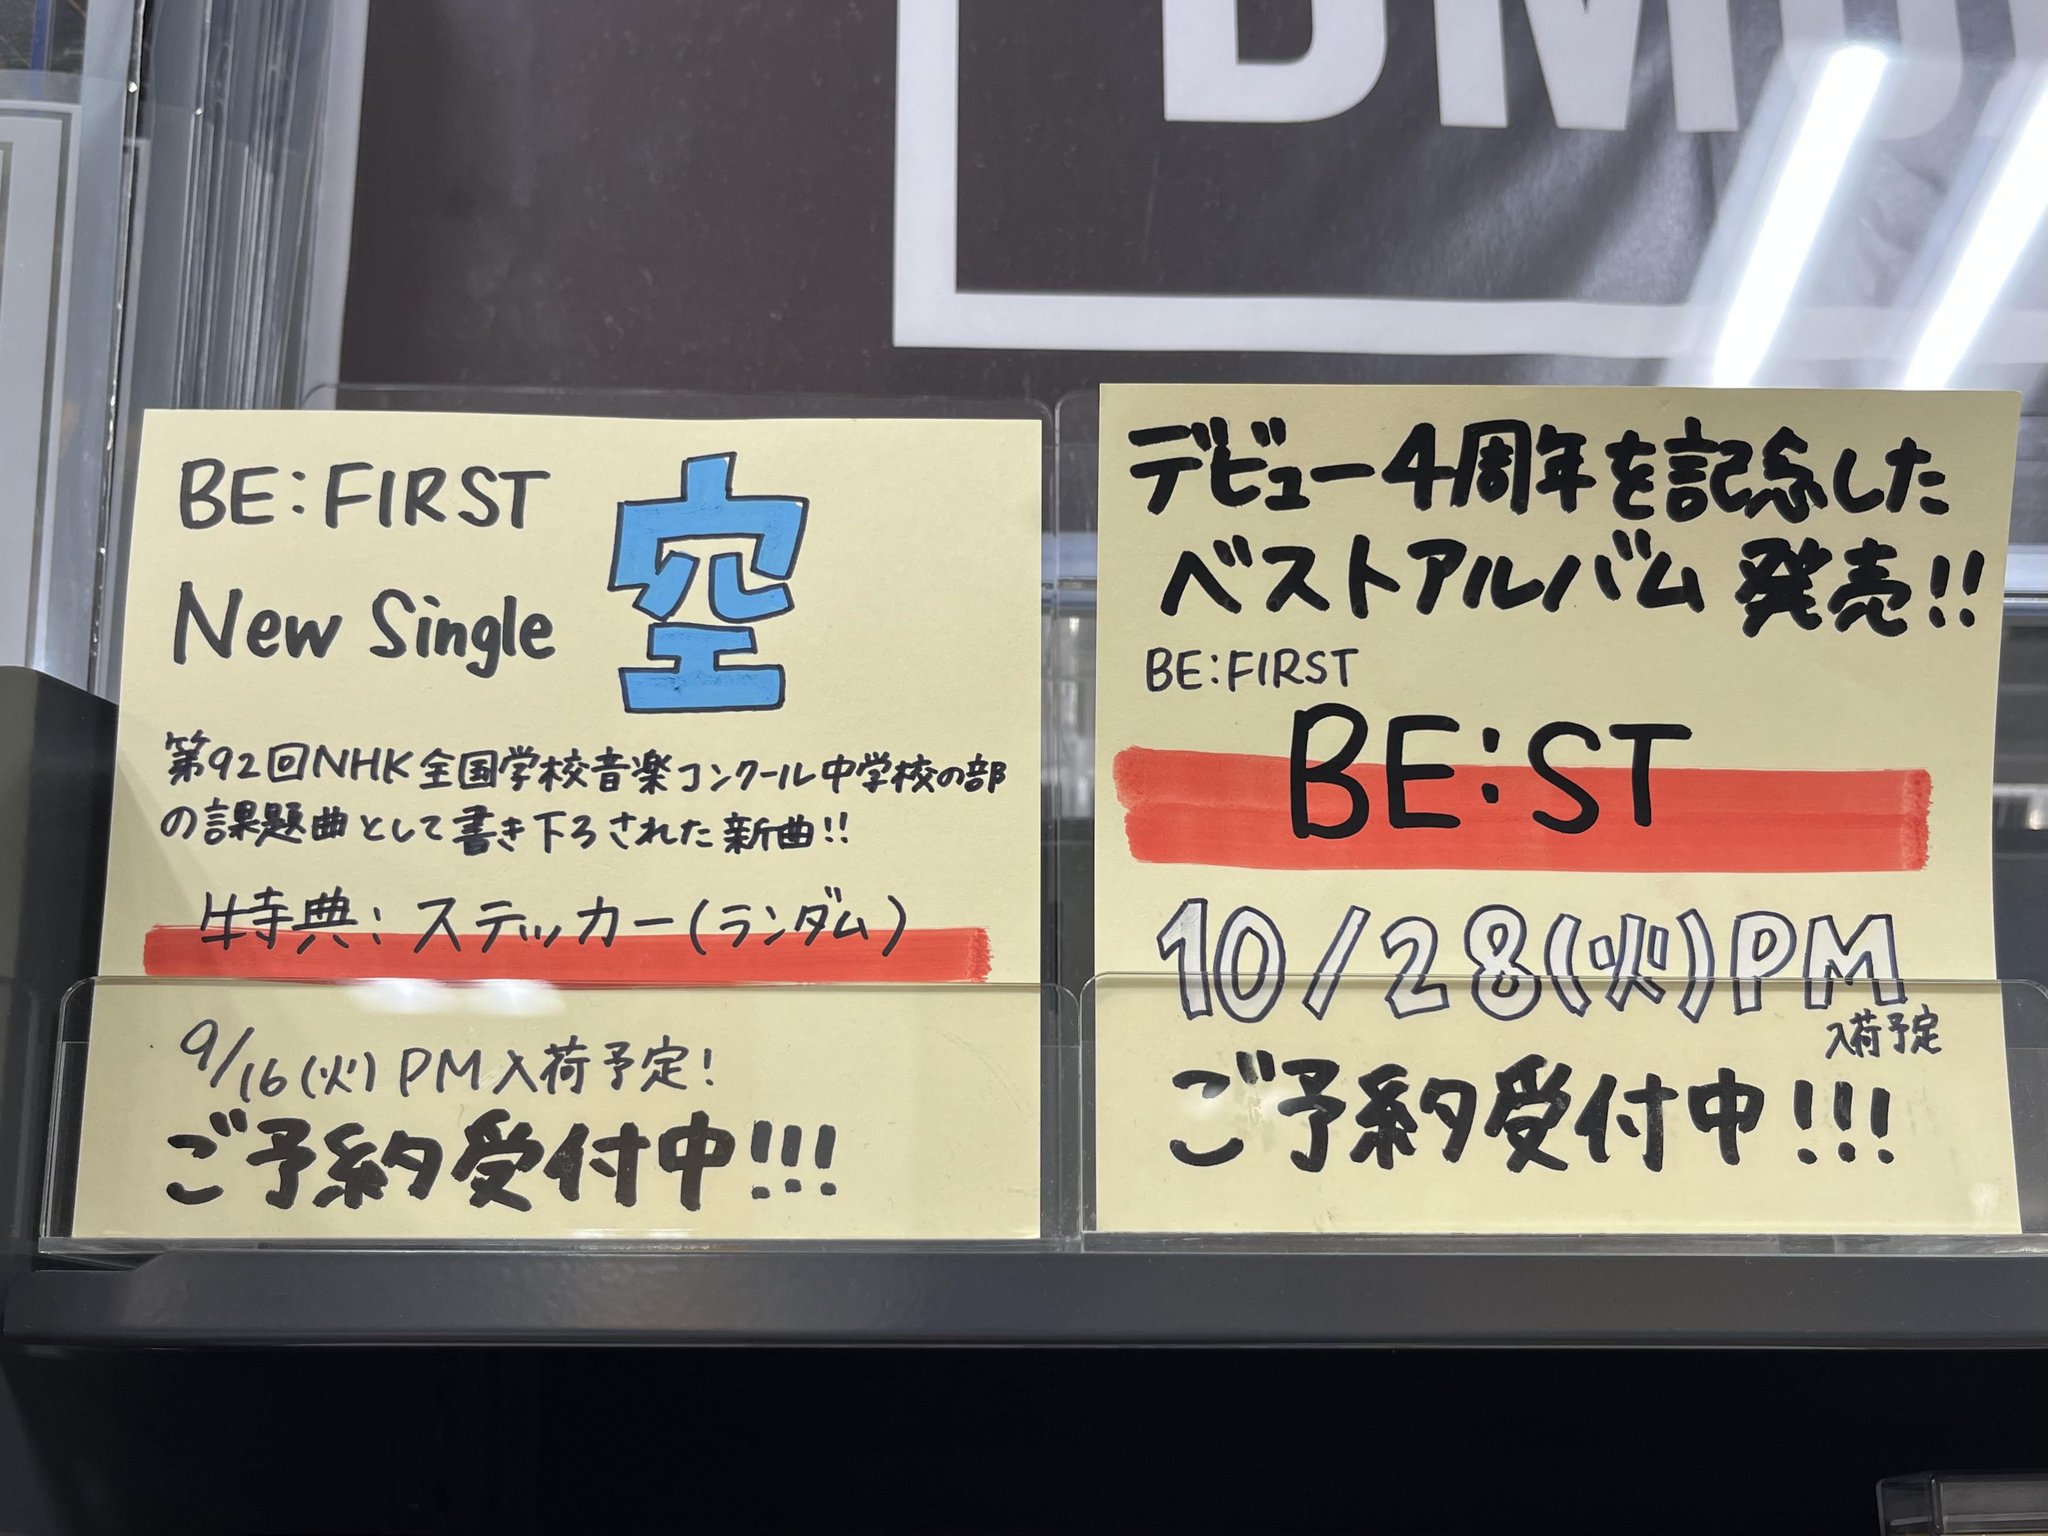 BE:FIRST
New Single
空
第92回NHK全国学校音楽コンクール中学校の部
の課題曲として書き下ろされた新曲!!
特典:ステッカー(ランダム)
9/16(火)PM入荷予定!
ご予約受付中!!!
デビュー4周年を記念した
ベストアルバム発売!!
BE:FIRST
BE:ST
10/28(火)PM
入荷予定
ご予約受付中!!!